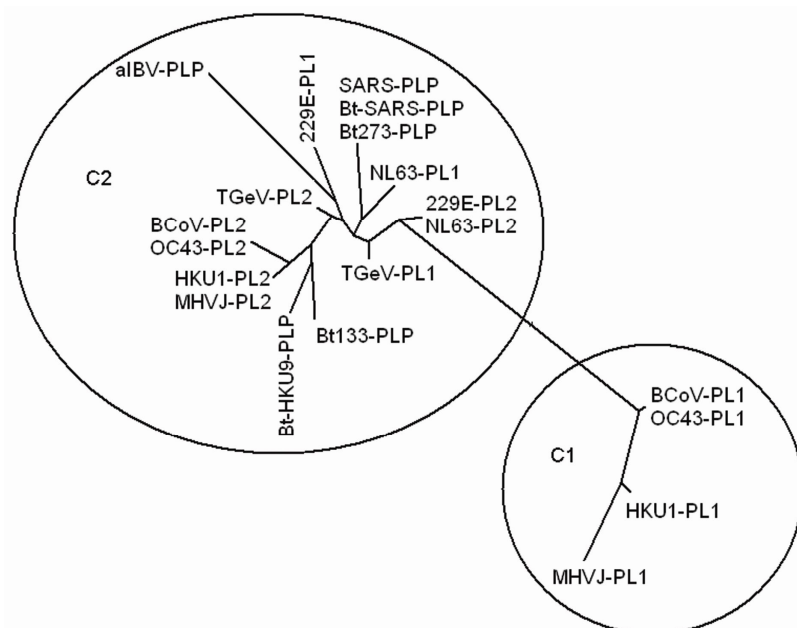 aIBV-PLP
229E-PL1
SARS-PLP
Bt-SARS-PLP
Bt273-PLP
NL63-PL1
C2
TGeV-PL2
229E-PL2
NL63-PL2
BCoV-PL2
OC43-PL2
TGeV-PL1
HKU1-PL2
MHVJ-PL2
Bt133-PLP
Bt-HKU9-PLP
BCoV-PL1
OC43-PL1
C1
HKU1-PL1
MHVJ-PL1